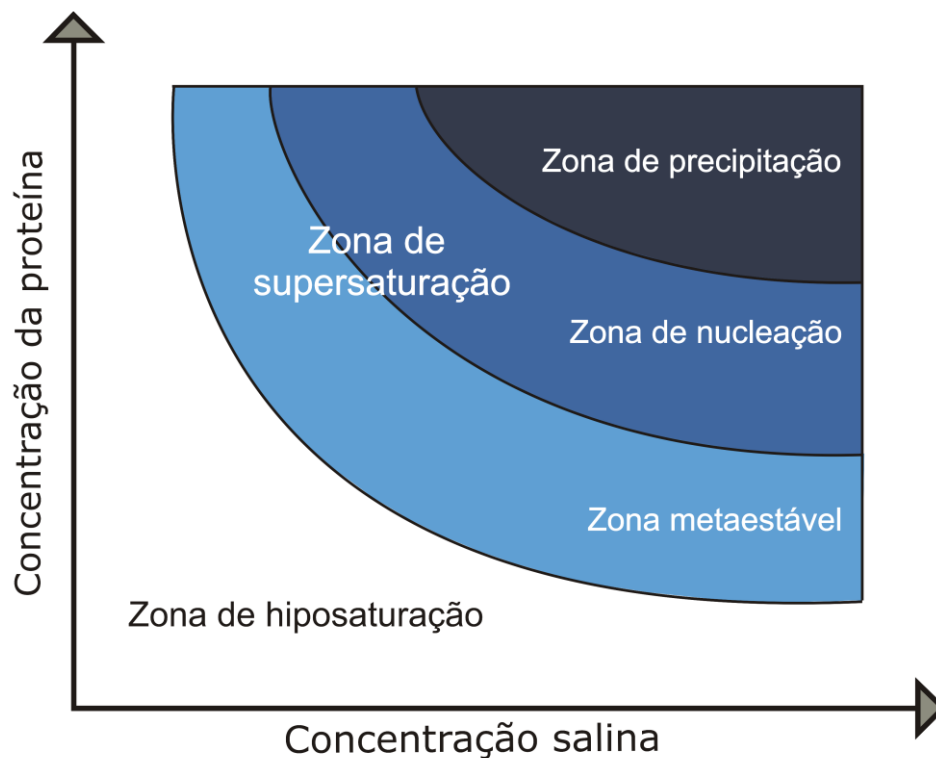 Concentração da proteína
Zona de precipitação
Zona de
supersaturação
Zona de nucleação
Zona metaestável
Zona de hiposaturação
Concentração salina